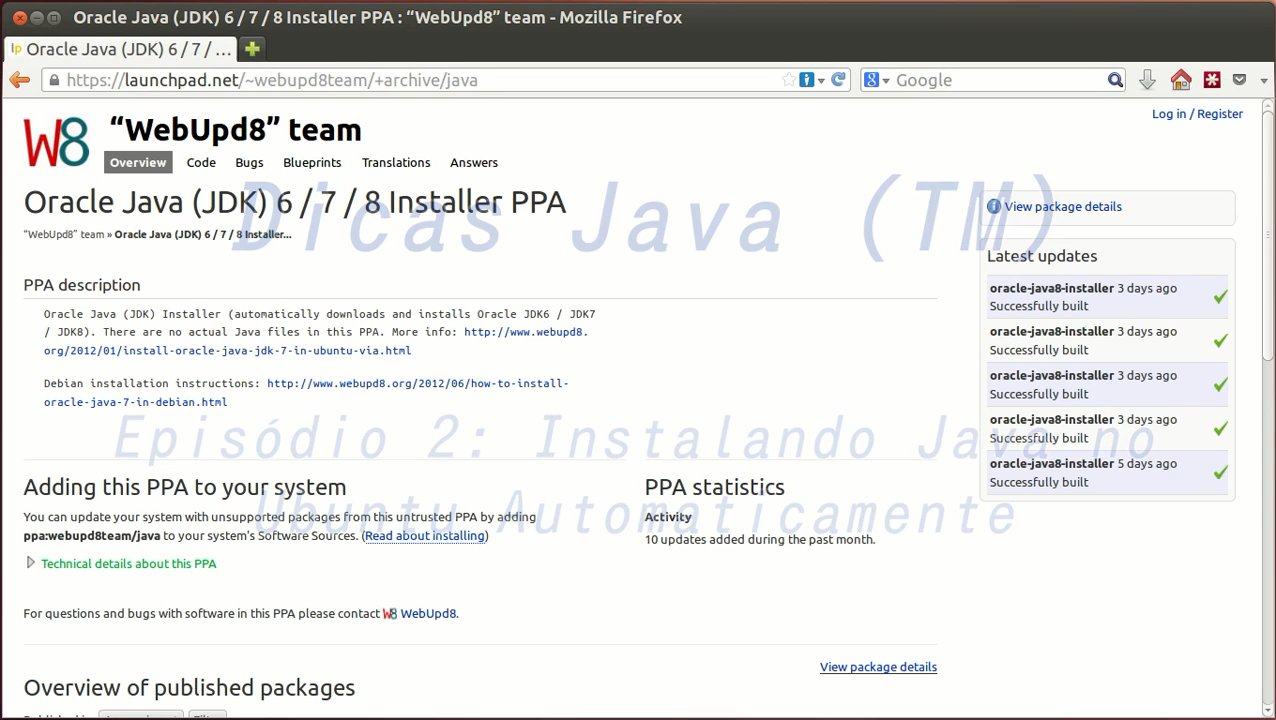 Oracle Java (JDK) 6 / 7 / 8 Installer PPA : “WebUpd8” team - Mozilla Firefox
lp Oracle Java (JDK) 6 / 7 / ...
https://launchpad.net/~webupd8team/+archive/java
Google
Log in / Register
W8 “WebUpd8” team
Overview Code Bugs Blueprints Translations Answers
Oracle Java (JDK) 6 / 7 / 8 Installer PPA
Dicas Java (TM)
“WebUpd8” team » Oracle Java (JDK) 6 / 7 / 8 Installer...
View package details
Latest updates
oracle-java8-installer 3 days ago
Successfully built
oracle-java8-installer 3 days ago
Successfully built
oracle-java8-installer 3 days ago
Successfully built
oracle-java8-installer 3 days ago
Successfully built
oracle-java8-installer 5 days ago
Successfully built
PPA description
Oracle Java (JDK) Installer (automatically downloads and installs Oracle JDK6 / JDK7
/ JDK8). There are no actual Java files in this PPA. More info: http://www.webupd8.
org/2012/01/install-oracle-java-jdk-7-in-ubuntu-via.html
Debian installation instructions: http://www.webupd8.org/2012/06/how-to-install-
oracle-java-7-in-debian.html
Episódio 2: Instalando Java no
Ubuntu Automaticamente
Adding this PPA to your system
You can update your system with unsupported packages from this untrusted PPA by adding
ppa:webupd8team/java to your system's Software Sources. (Read about installing)
Technical details about this PPA
For questions and bugs with software in this PPA please contact W8 WebUpd8.
PPA statistics
Activity
10 updates added during the past month.
View package details
Overview of published packages